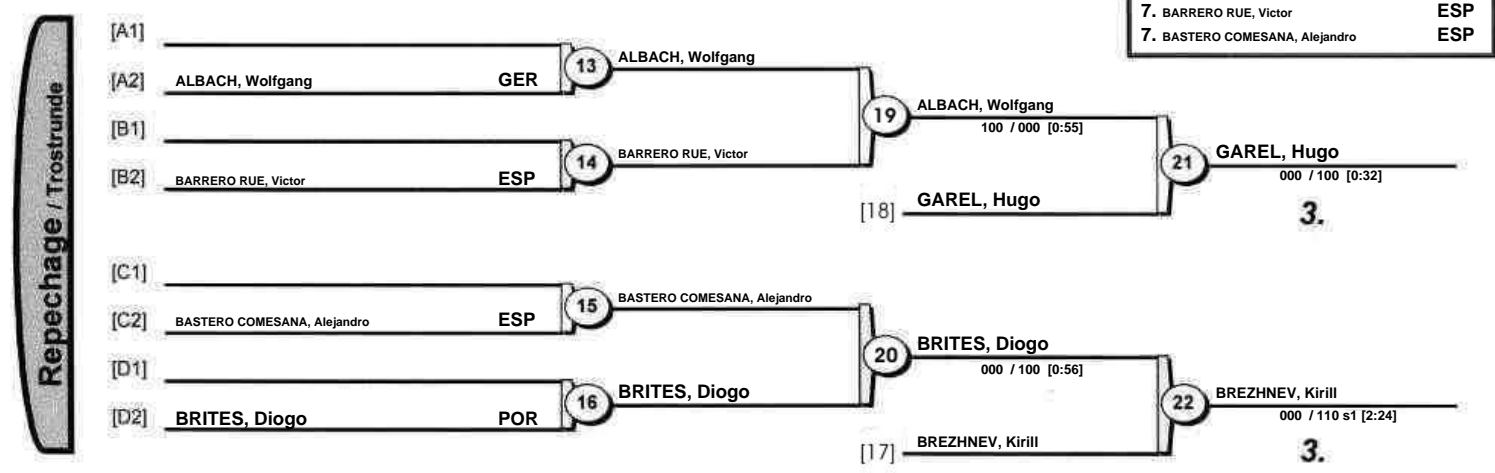 7. BARRERO RUE, Victor ESP
7. BASTERO COMESANA, Alejandro ESP
Repechage / Trostrunde
[A1]
13 ALBACH, Wolfgang
[A2] ALBACH, Wolfgang GER
19 ALBACH, Wolfgang
100 / 000 [0:55]
[B1]
14 BARRERO RUE, Victor
[B2] BARRERO RUE, Victor ESP
21 GAREL, Hugo
000 / 100 [0:32]
[18] GAREL, Hugo
3.
[C1]
15 BASTERO COMESANA, Alejandro
[C2] BASTERO COMESANA, Alejandro ESP
20 BRITES, Diogo
000 / 100 [0:56]
[D1]
16 BRITES, Diogo
[D2] BRITES, Diogo POR
22 BREZHNEV, Kirill
000 / 110 s1 [2:24]
[17] BREZHNEV, Kirill
3.